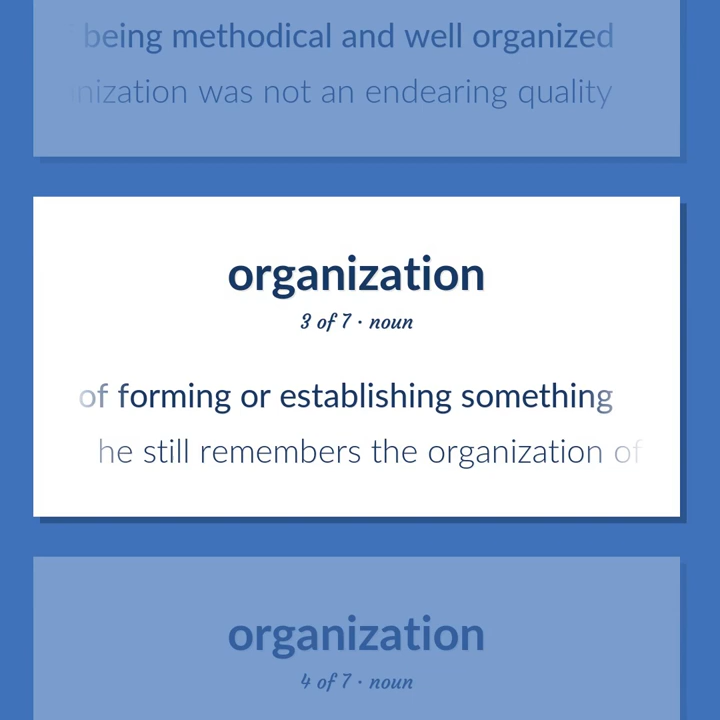 being methodical and well organized
was not an endearing quality
organization
3 of 7 · noun
of forming or establishing something
he still remembers the organization of
organization
4 of 7 · noun